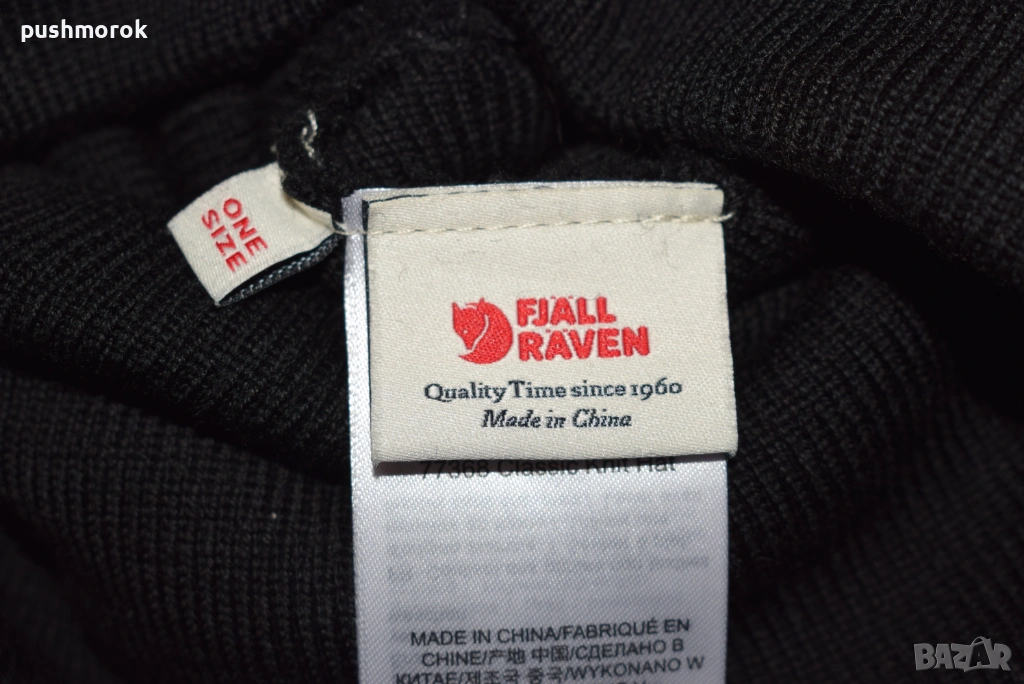 pushmorok
ONE
SIZE
FJÄLL
RÄVEN
Quality Time since 1960
Made in China
77368 Classic Knit Hat
MADE IN CHINA/FABRIQUÉ EN
CHINE/产地 中国/СДЕЛАНО В
КИТАЕ/제조국 중국/WYKONANO W
BAZAR